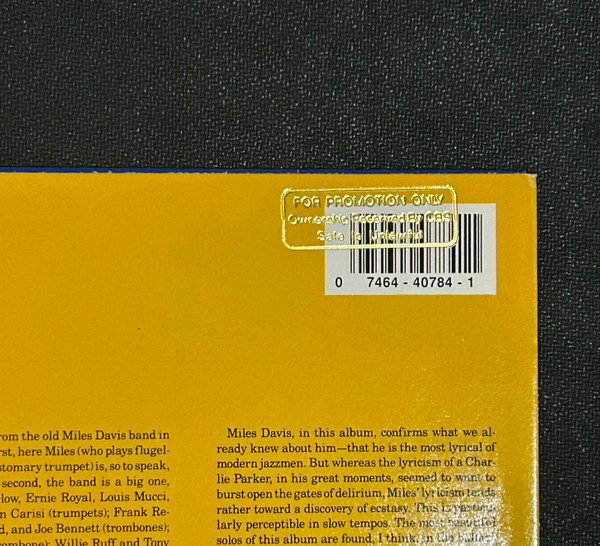 FOR PROMOTION ONLY
Ownership Reserved By CBS
Sale Is Unlawful
0 7464 - 40784 - 1
rom the old Miles Davis band in
rst, here Miles (who plays flugel-
stomary trumpet) is, so to speak,
second, the band is a big one,
low, Ernie Royal, Louis Mucci,
n Carisi (trumpets); Frank Re-
d, and Joe Bennett (trombones);
rombone); Willie Ruff and Tony
Miles Davis, in this album, confirms what we al-
ready knew about him—that he is the most lyrical of
modern jazzmen. But whereas the lyricism of a Char-
lie Parker, in his great moments, seemed to want to
burst open the gates of delirium, Miles' lyricism tends
rather toward a discovery of ecstasy. This is particu-
larly perceptible in slow tempos. The most beautiful
solos of this album are found, I think, in the